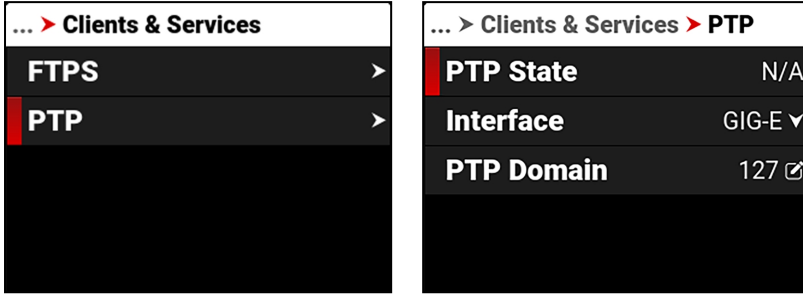 ... > Clients & Services
FTPS >
PTP >
... > Clients & Services > PTP
PTP State N/A
Interface GIG-E
PTP Domain 127